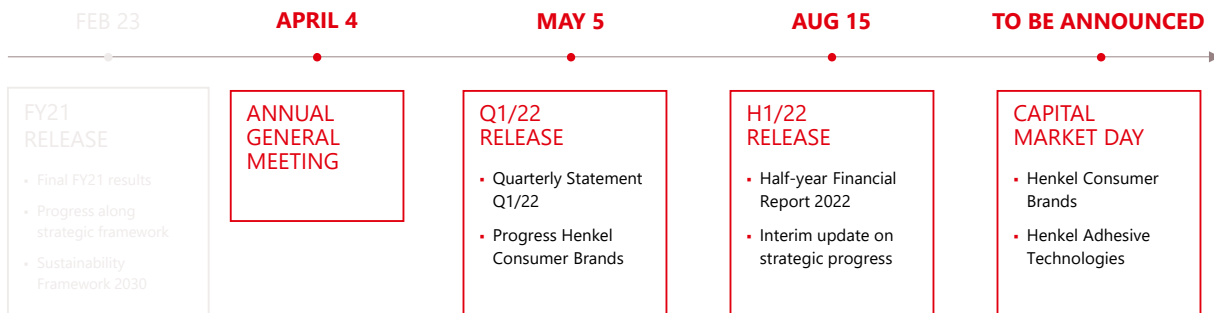 FEB 23
APRIL 4
MAY 5
AUG 15
TO BE ANNOUNCED
FY21
RELEASE
▪ Final FY21 results
▪ Progress along
strategic framework
▪ Sustainability
Framework 2030
ANNUAL
GENERAL
MEETING
Q1/22
RELEASE
▪ Quarterly Statement
Q1/22
▪ Progress Henkel
Consumer Brands
H1/22
RELEASE
▪ Half-year Financial
Report 2022
▪ Interim update on
strategic progress
CAPITAL
MARKET DAY
▪ Henkel Consumer
Brands
▪ Henkel Adhesive
Technologies